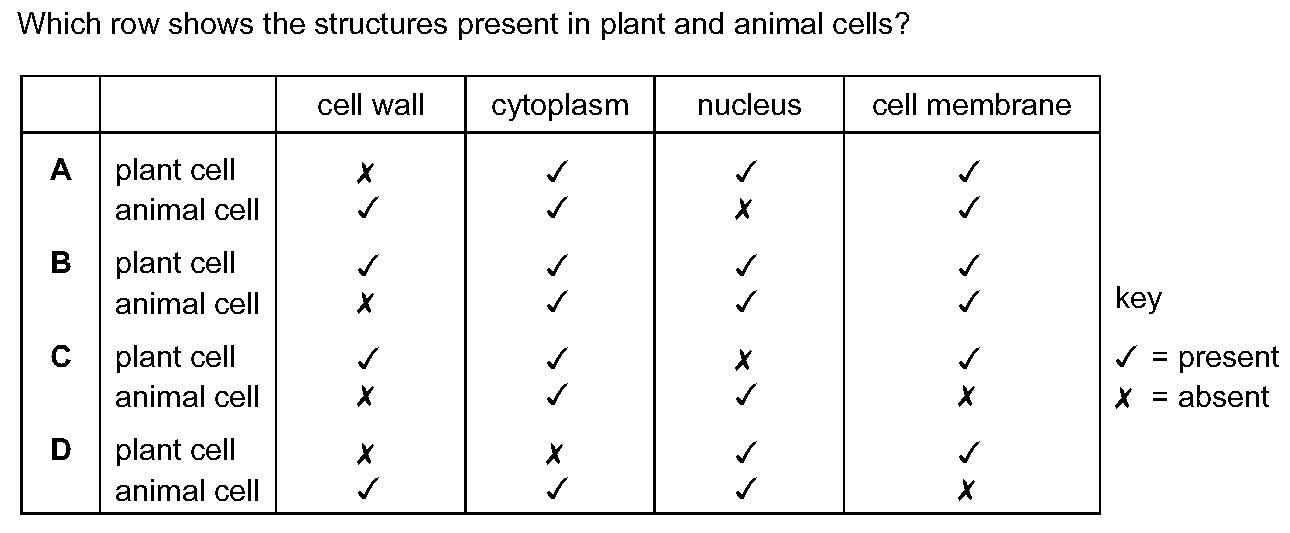 Which row shows the structures present in plant and animal cells?
cell wall cytoplasm nucleus cell membrane
A plant cell ✗ ✓ ✓ ✓
animal cell ✓ ✓ ✗ ✓
B plant cell ✓ ✓ ✓ ✓
animal cell ✗ ✓ ✓ ✓
C plant cell ✓ ✓ ✗ ✓
animal cell ✗ ✓ ✓ ✗
D plant cell ✗ ✗ ✓ ✓
animal cell ✓ ✓ ✓ ✗
key
✓ = present
✗ = absent